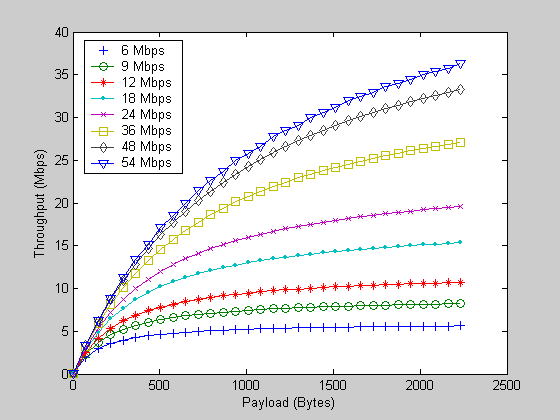 40
35
30
25
20
15
10
5
0
Throughput (Mbps)
6 Mbps
9 Mbps
12 Mbps
18 Mbps
24 Mbps
36 Mbps
48 Mbps
54 Mbps
0 500 1000 1500 2000 2500
Payload (Bytes)